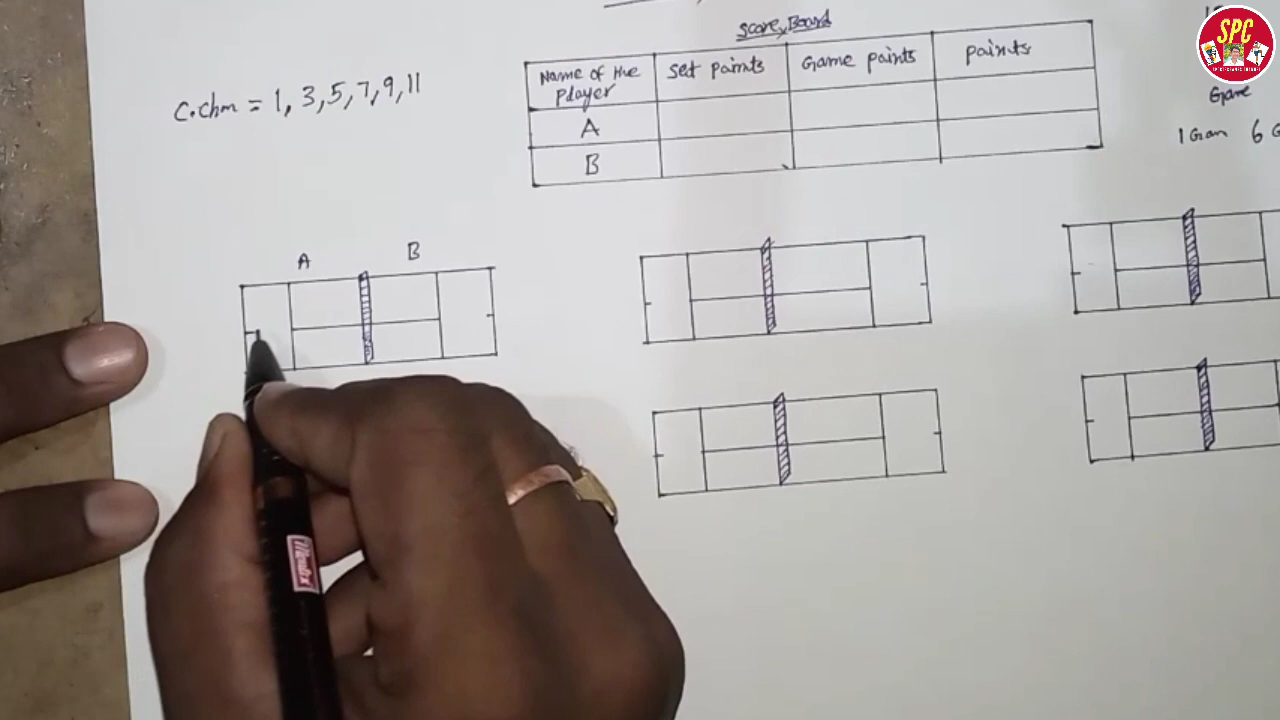 Score Board
Name of the Player
Set points
Game points
points
A
B
C.Chm = 1, 3, 5, 7, 9, 11
Game
1 Gam 6 G
A
B
SPC